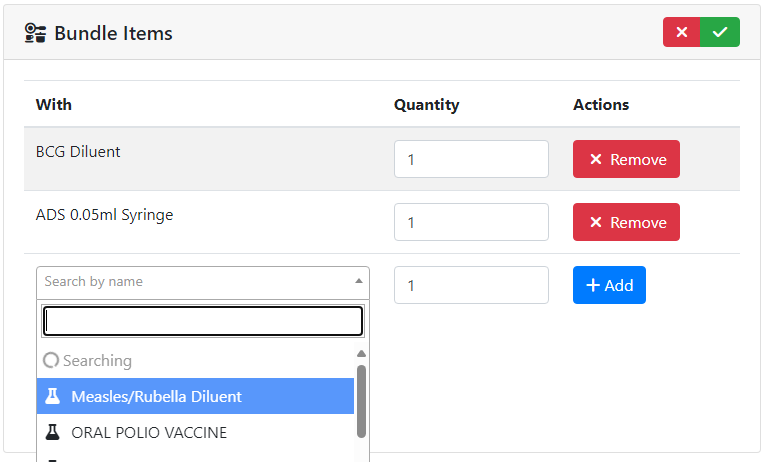 Bundle Items
With Quantity Actions
BCG Diluent 1 Remove
ADS 0.05ml Syringe 1 Remove
Search by name 1 Add
Searching
Measles/Rubella Diluent
ORAL POLIO VACCINE